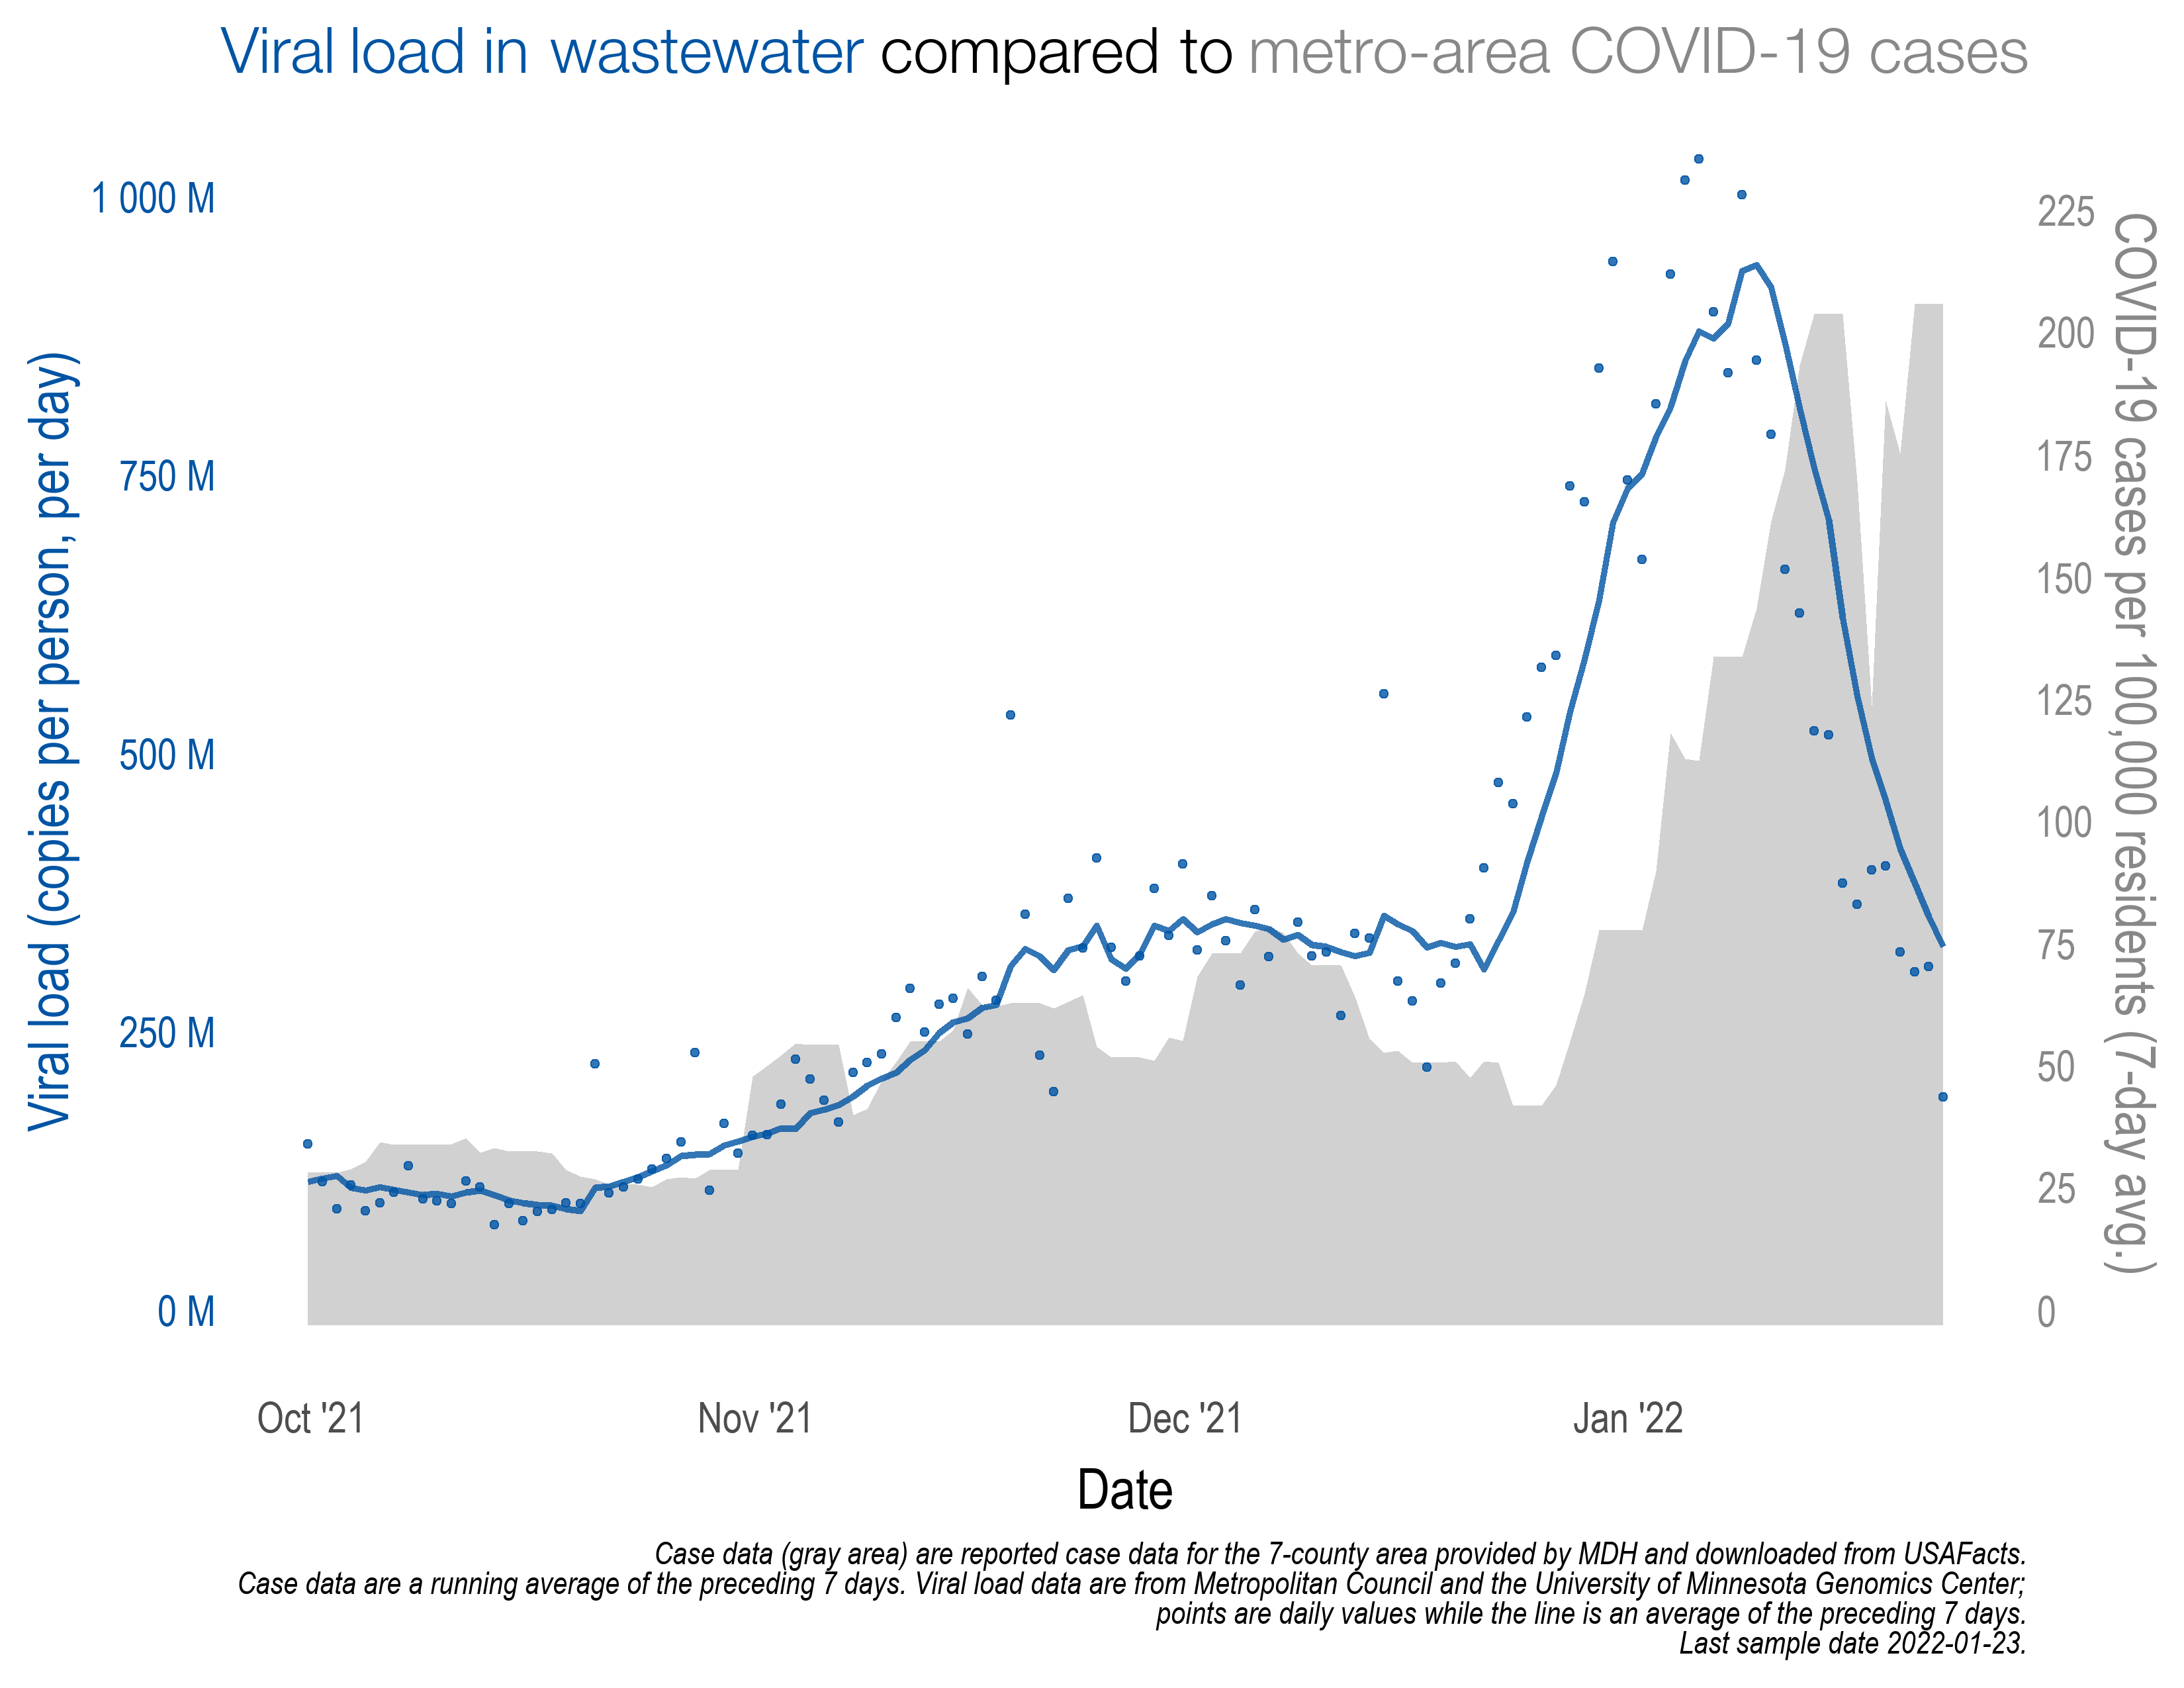 Viral load in wastewater compared to metro-area COVID-19 cases
Viral load (copies per person, per day)
1 000 M
750 M
500 M
250 M
0 M
225
200
175
150
125
100
75
50
25
0
COVID-19 cases per 100,000 residents (7-day avg.)
Oct '21
Nov '21
Dec '21
Jan '22
Date
Case data (gray area) are reported case data for the 7-county area provided by MDH and downloaded from USAFacts.
Case data are a running average of the preceding 7 days. Viral load data are from Metropolitan Council and the University of Minnesota Genomics Center;
points are daily values while the line is an average of the preceding 7 days.
Last sample date 2022-01-23.